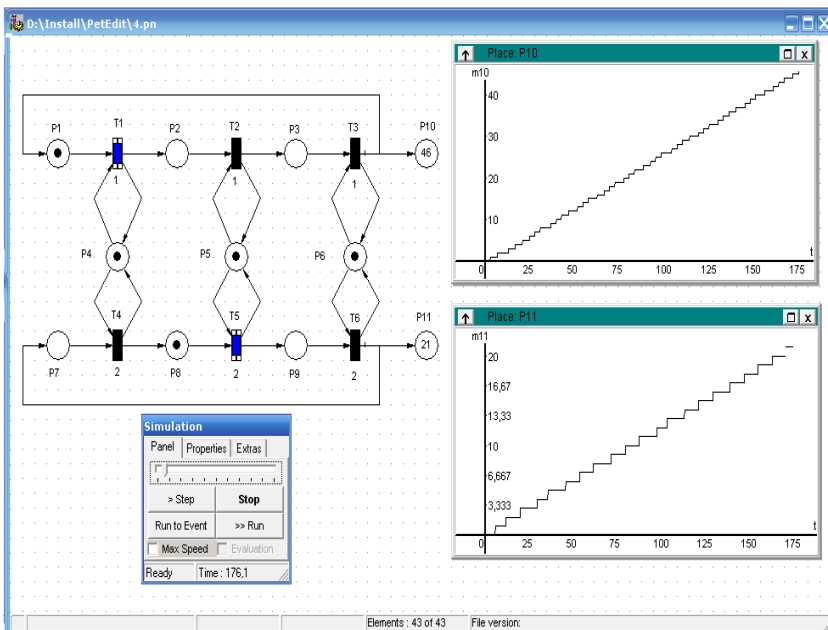 D:\Install\PetEdit\4.pn
P1 T1 P2 T2 P3 T3 P10
46
1 1 1
P4 P5 P6
T4 T5 T6 P11
21
P7 2 P8 2 P9 2
Place: P10
m10
40
30
20
10
0 25 50 75 100 125 150 175
t
Place: P11
m11
20
16,67
13,33
10
6,667
3,333
0 25 50 75 100 125 150 175
t
Simulation
Panel Properties Extras
> Step Stop
Run to Event >> Run
Max Speed Evaluation
Ready Time : 176,1
Elements : 43 of 43 File version: